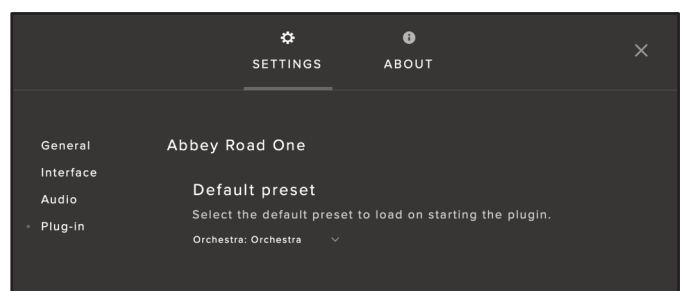 SETTINGS
ABOUT
General
Interface
Audio
Plug-in
Abbey Road One
Default preset
Select the default preset to load on starting the plugin.
Orchestra: Orchestra